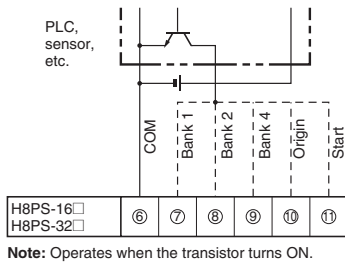 PLC,
sensor,
etc.
COM
Bank 1
Bank 2
Bank 4
Origin
Start
H8PS-16□
H8PS-32□
⑥ ⑦ ⑧ ⑨ ⑩ ⑪
Note: Operates when the transistor turns ON.